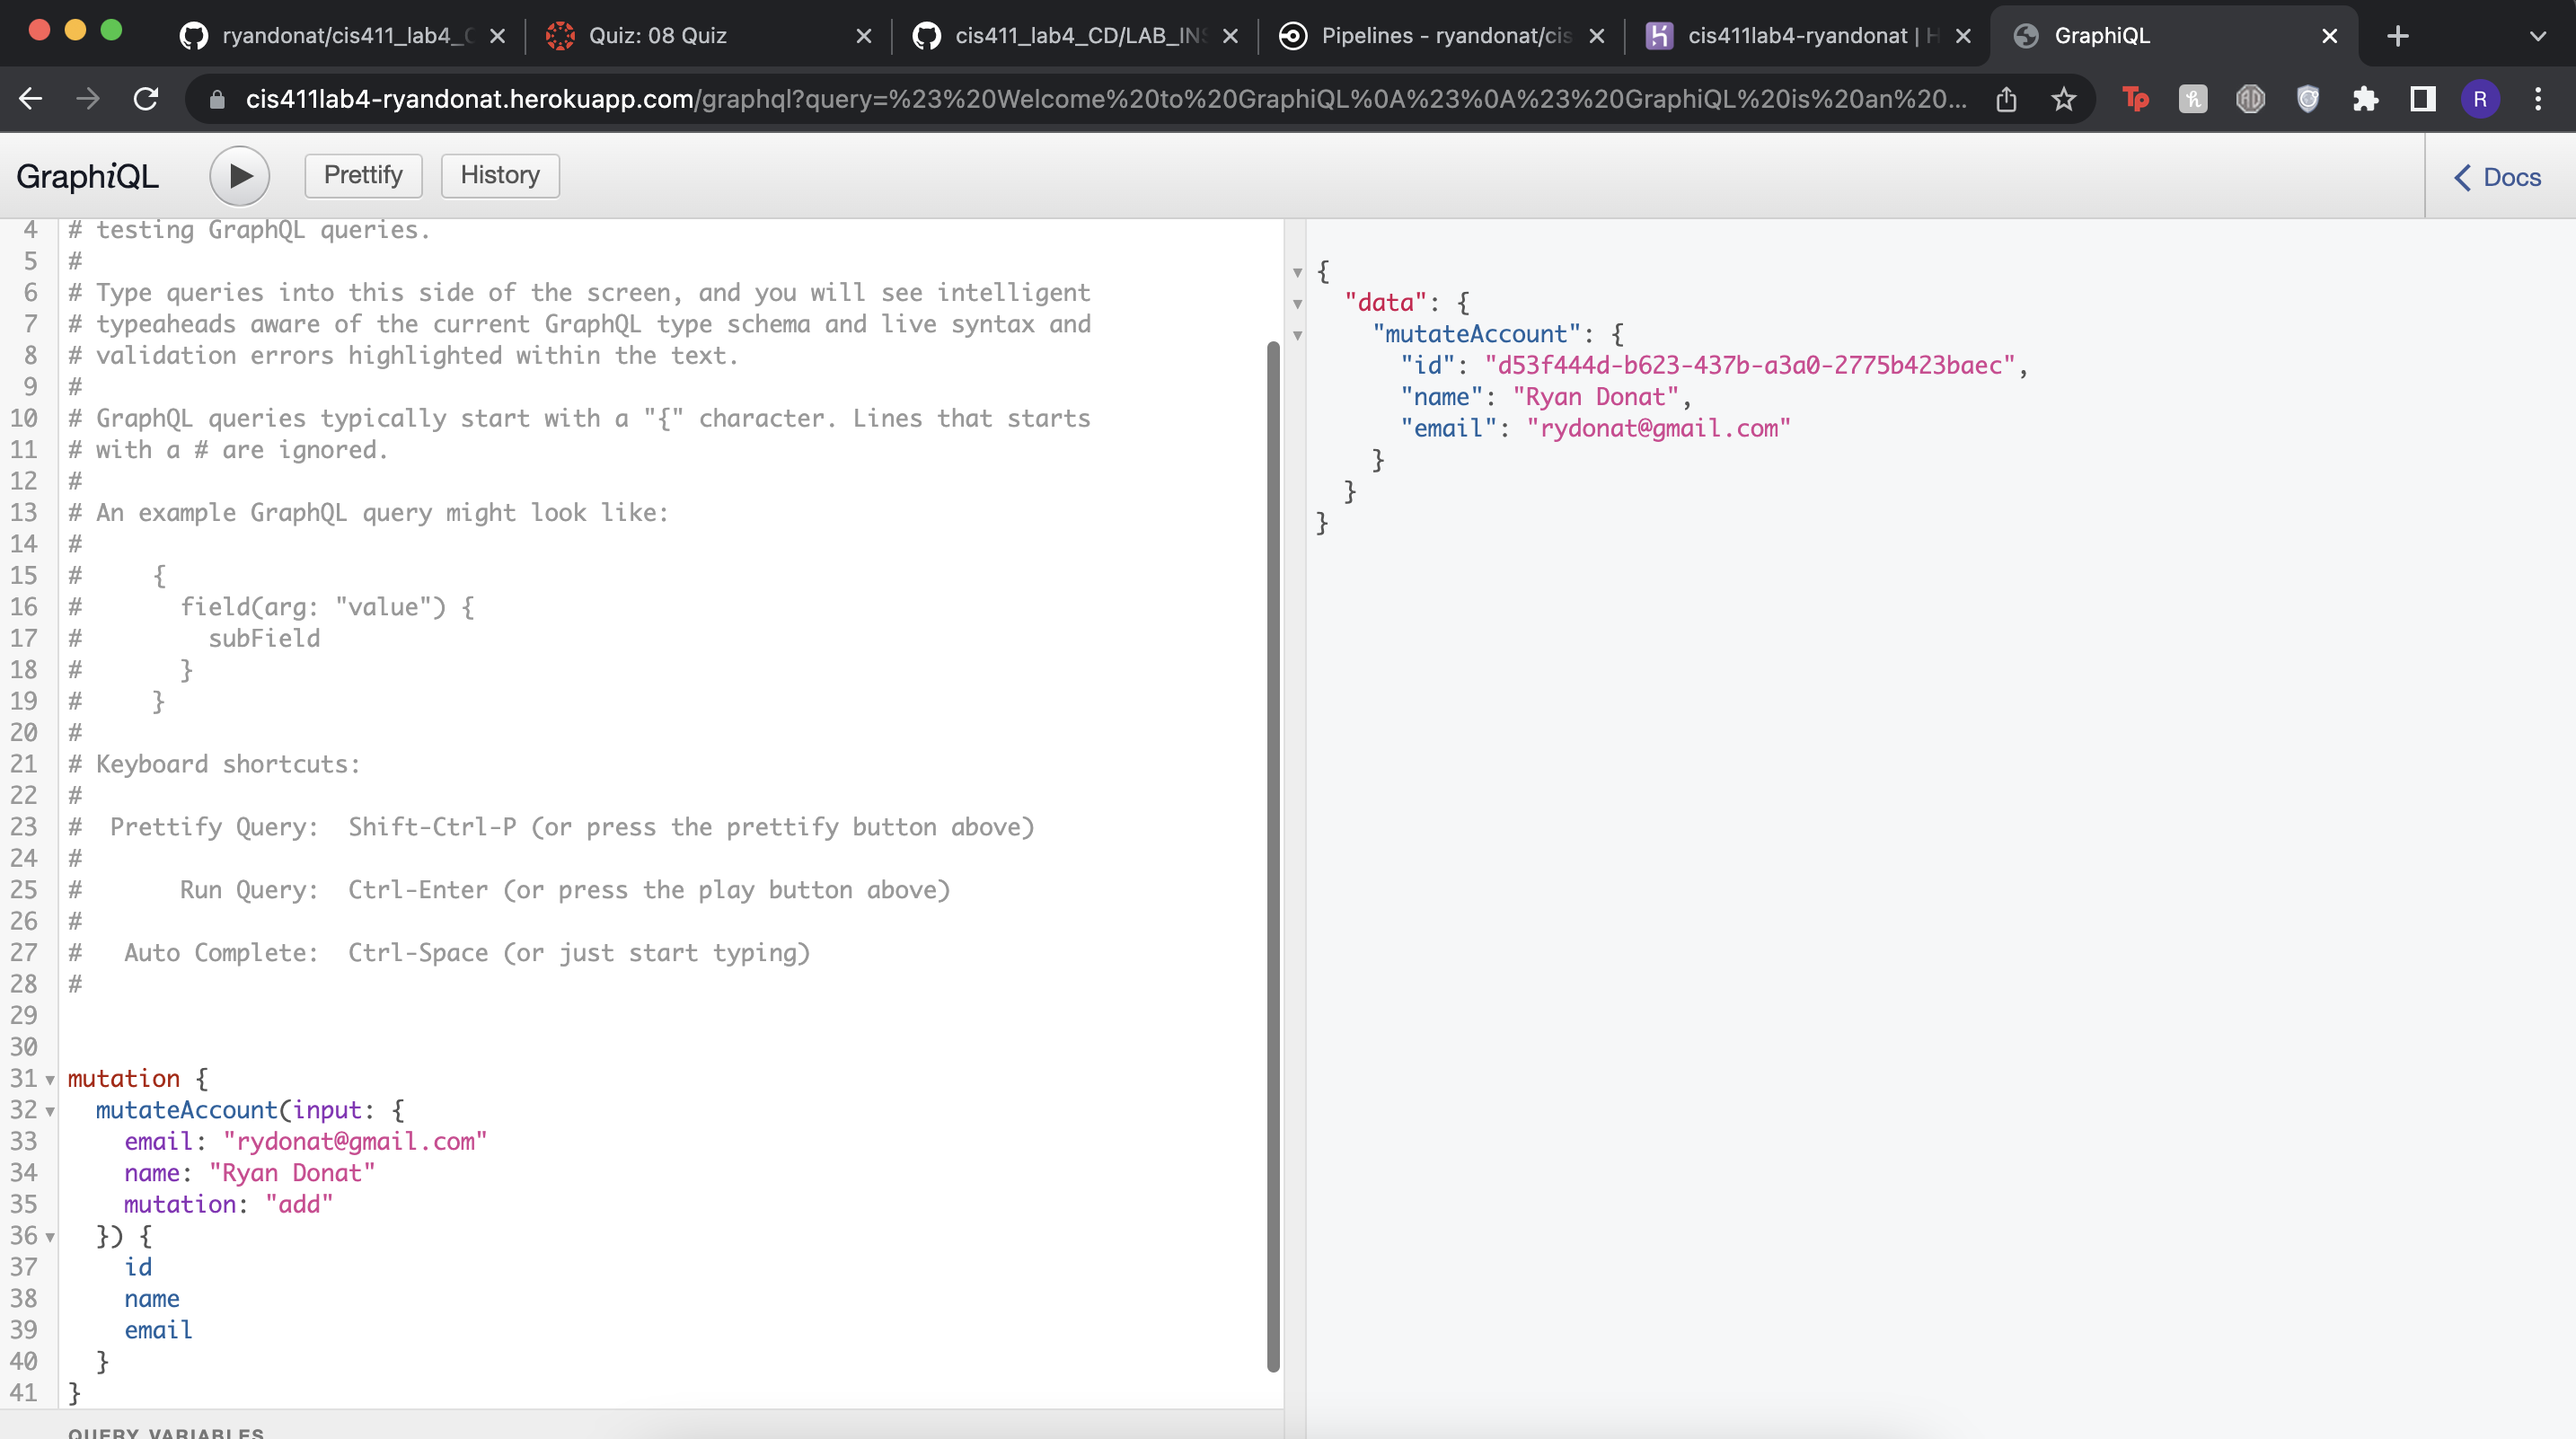 ryandonat/cis411_lab4_C
Quiz: 08 Quiz
cis411_lab4_CD/LAB_INS
Pipelines - ryandonat/cis
cis411lab4-ryandonat | H
GraphiQL
cis411lab4-ryandonat.herokuapp.com/graphql?query=%23%20Welcome%20to%20GraphiQL%0A%23%0A%23%20GraphiQL%20is%20an%20...
Tp
h
AD
R
GraphiQL
Prettify
History
Docs
4 # testing GraphQL queries.
5 #
6 # Type queries into this side of the screen, and you will see intelligent
7 # typeaheads aware of the current GraphQL type schema and live syntax and
8 # validation errors highlighted within the text.
9 #
10 # GraphQL queries typically start with a "{" character. Lines that starts
11 # with a # are ignored.
12 #
13 # An example GraphQL query might look like:
14 #
15 #     {
16 #       field(arg: "value") {
17 #         subField
18 #       }
19 #     }
20 #
21 # Keyboard shortcuts:
22 #
23 #  Prettify Query:  Shift-Ctrl-P (or press the prettify button above)
24 #
25 #       Run Query:  Ctrl-Enter (or press the play button above)
26 #
27 #   Auto Complete:  Ctrl-Space (or just start typing)
28 #
29
30
31 mutation {
32   mutateAccount(input: {
33     email: "rydonat@gmail.com"
34     name: "Ryan Donat"
35     mutation: "add"
36   }) {
37     id
38     name
39     email
40   }
41 }
QUERY VARIABLES
{
  "data": {
    "mutateAccount": {
      "id": "d53f444d-b623-437b-a3a0-2775b423baec",
      "name": "Ryan Donat",
      "email": "rydonat@gmail.com"
    }
  }
}